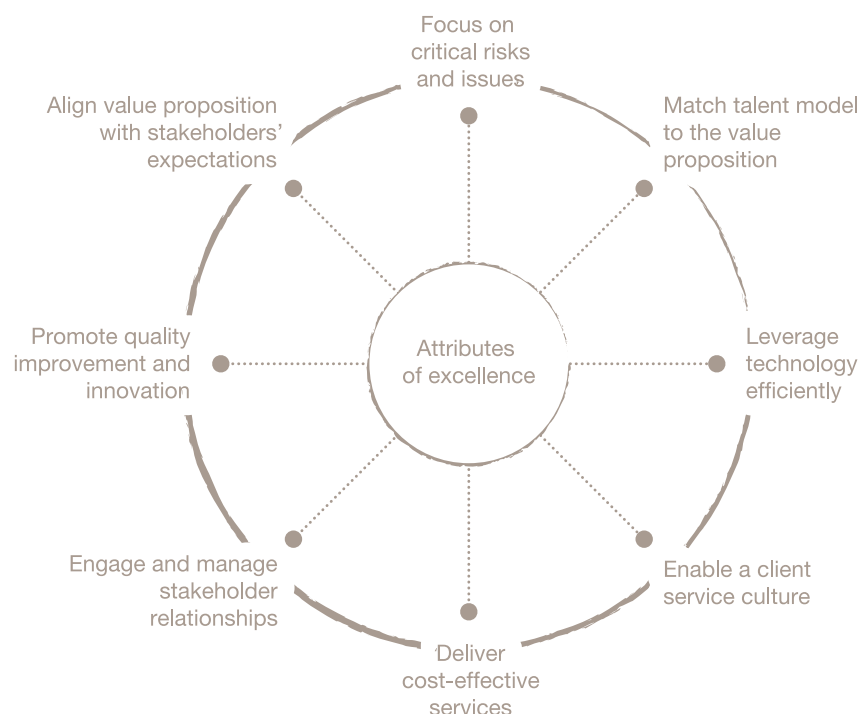 Focus on
critical risks
and issues
Align value proposition
with stakeholders’
expectations
Match talent model
to the value
proposition
Promote quality
improvement and
innovation
Attributes
of excellence
Leverage
technology
efficiently
Engage and manage
stakeholder
relationships
Enable a client
service culture
Deliver
cost-effective
services